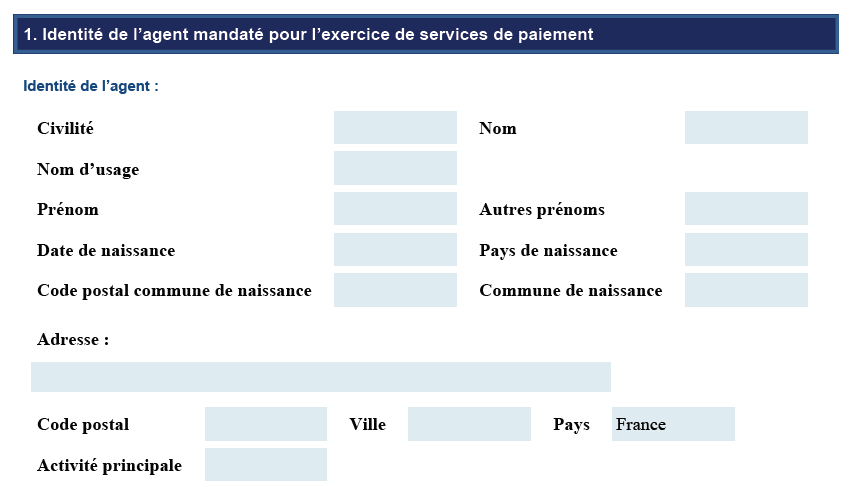 1. Identité de l’agent mandaté pour l’exercice de services de paiement
Identité de l’agent :
Civilité Nom
Nom d’usage
Prénom Autres prénoms
Date de naissance Pays de naissance
Code postal commune de naissance Commune de naissance
Adresse :
Code postal Ville Pays France
Activité principale